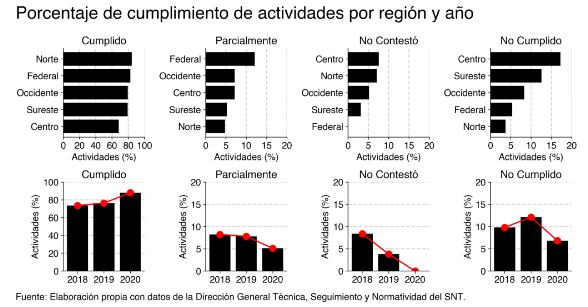 Porcentaje de cumplimiento de actividades por región y año
Cumplido
Norte
Federal
Occidente
Sureste
Centro
0 20 40 60 80 100
Actividades (%)
Parcialmente
Federal
Occidente
Centro
Sureste
Norte
0 5 10 15 20
Actividades (%)
No Contestó
Centro
Norte
Occidente
Sureste
Federal
0 5 10 15 20
Actividades (%)
No Cumplido
Centro
Sureste
Occidente
Federal
Norte
0 5 10 15 20
Actividades (%)
Cumplido
Actividades (%)
100
80
60
40
20
0
2018 2019 2020
Parcialmente
Actividades (%)
20
15
10
5
0
2018 2019 2020
No Contestó
Actividades (%)
20
15
10
5
0
2018 2019 2020
No Cumplido
Actividades (%)
20
15
10
5
0
2018 2019 2020
Fuente: Elaboración propia con datos de la Dirección General Técnica, Seguimiento y Normatividad del SNT.